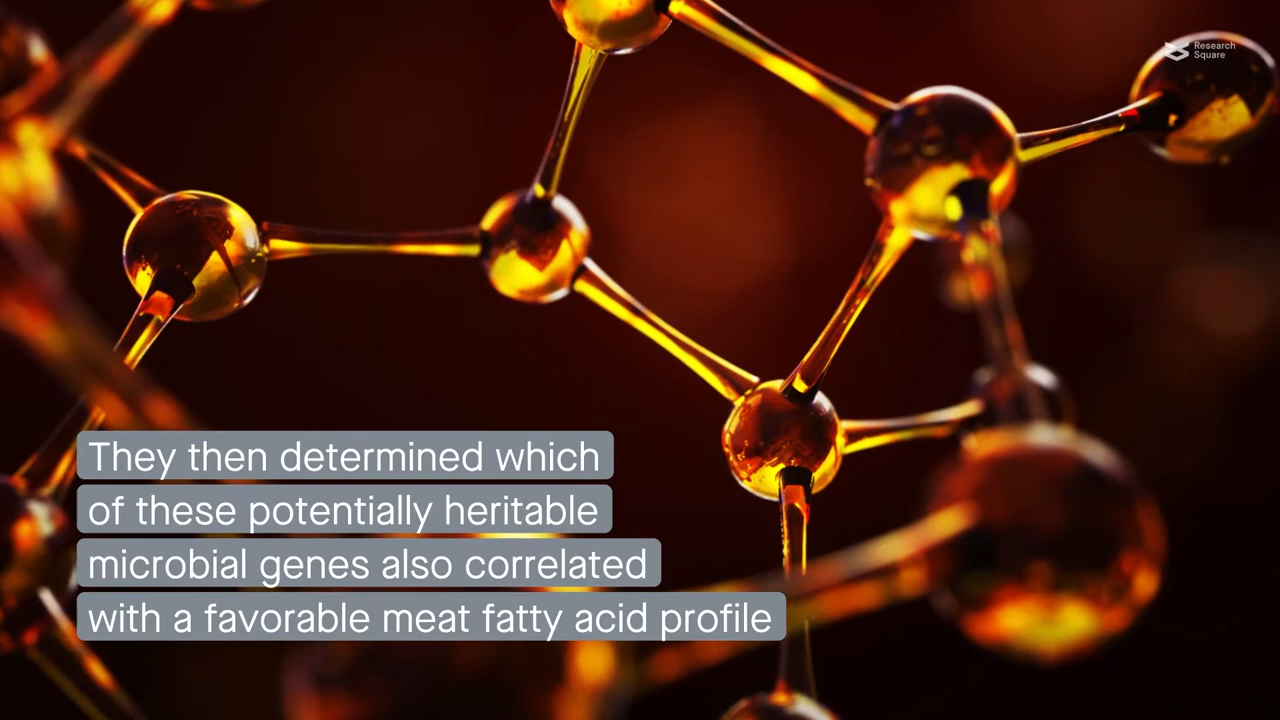 Research
Square
They then determined which
of these potentially heritable
microbial genes also correlated
with a favorable meat fatty acid profile